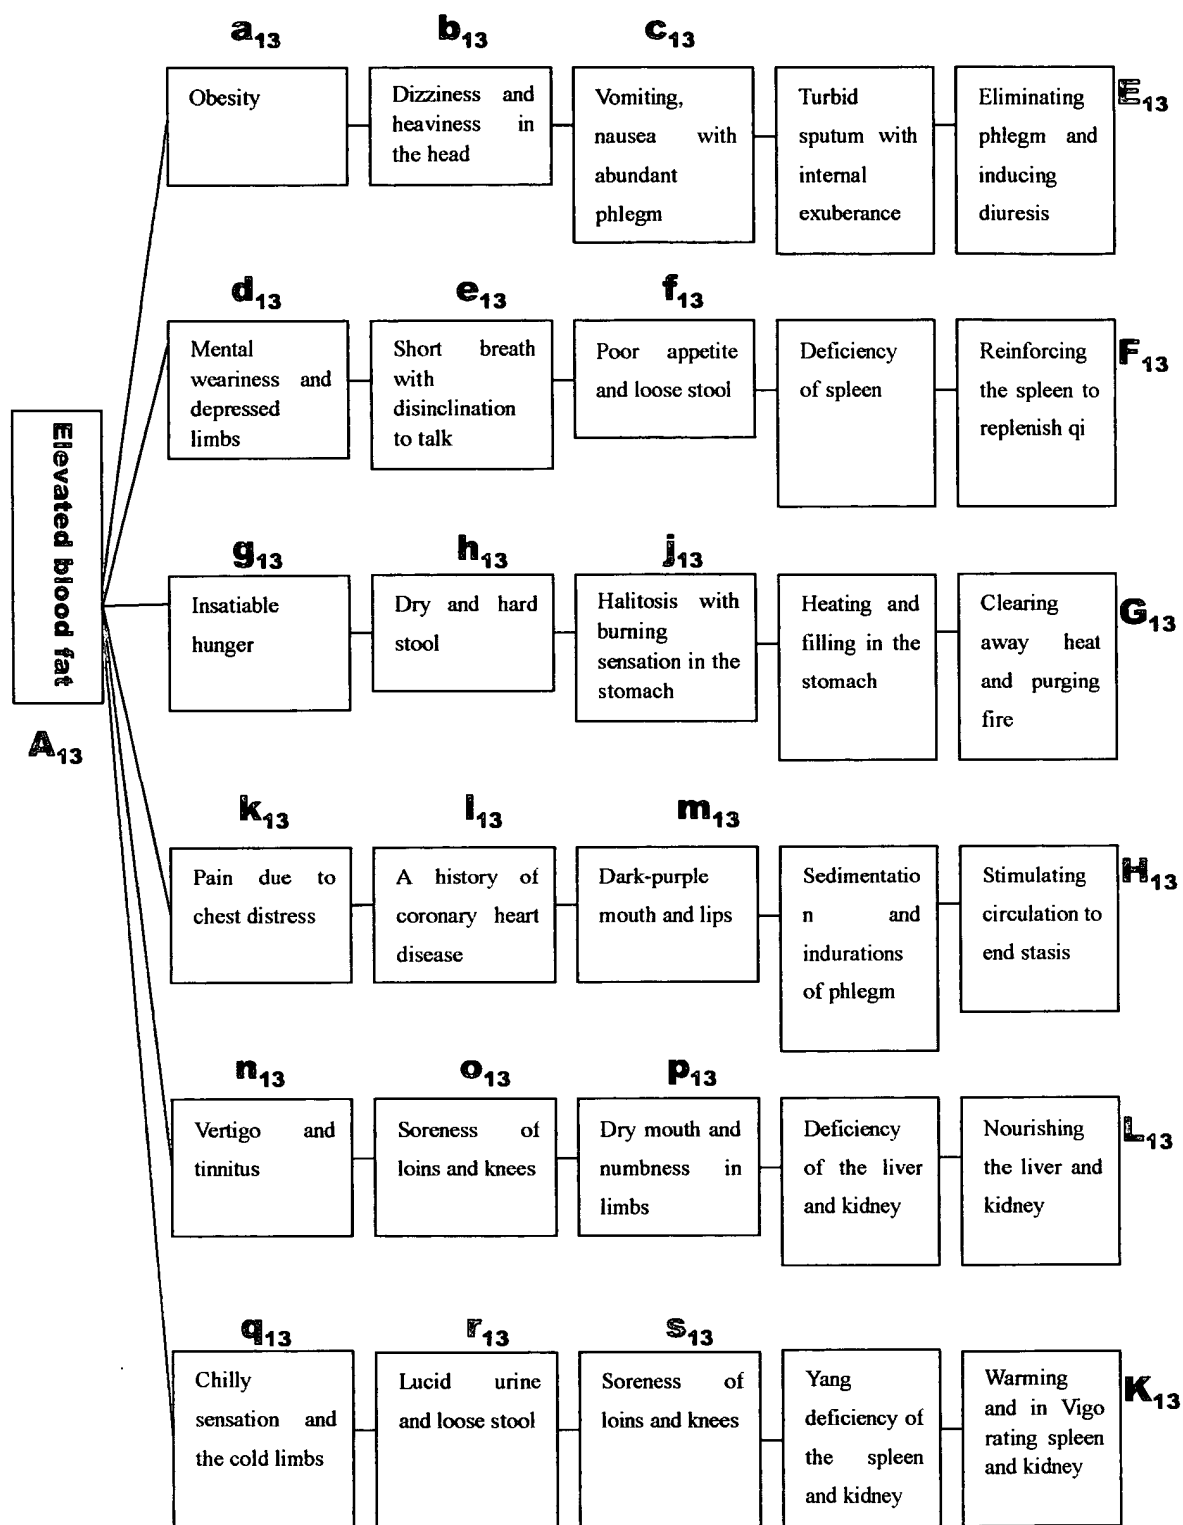 a13 b13 c13
Obesity
Dizziness and
heaviness in
the head
Vomiting,
nausea with
abundant
phlegm
Turbid
sputum with
internal
exuberance
Eliminating
phlegm and
inducing
diuresis
E13
d13 e13 f13
Mental
weariness and
depressed
limbs
Short breath
with
disinclination
to talk
Poor appetite
and loose stool
Deficiency
of spleen
Reinforcing
the spleen to
replenish qi
F13
Elevated blood fat
A13
g13 h13 j13
Insatiable
hunger
Dry and hard
stool
Halitosis with
burning
sensation in the
stomach
Heating and
filling in the
stomach
Clearing
away heat
and purging
fire
G13
k13 l13 m13
Pain due to
chest distress
A history of
coronary heart
disease
Dark-purple
mouth and lips
Sedimentatio
n and
indurations
of phlegm
Stimulating
circulation to
end stasis
H13
n13 o13 p13
Vertigo and
tinnitus
Soreness of
loins and knees
Dry mouth and
numbness in
limbs
Deficiency
of the liver
and kidney
Nourishing
the liver and
kidney
L13
q13 r13 s13
Chilly
sensation and
the cold limbs
Lucid urine
and loose stool
Soreness of
loins and knees
Yang
deficiency of
the spleen
and kidney
Warming
and in Vigo
rating spleen
and kidney
K13